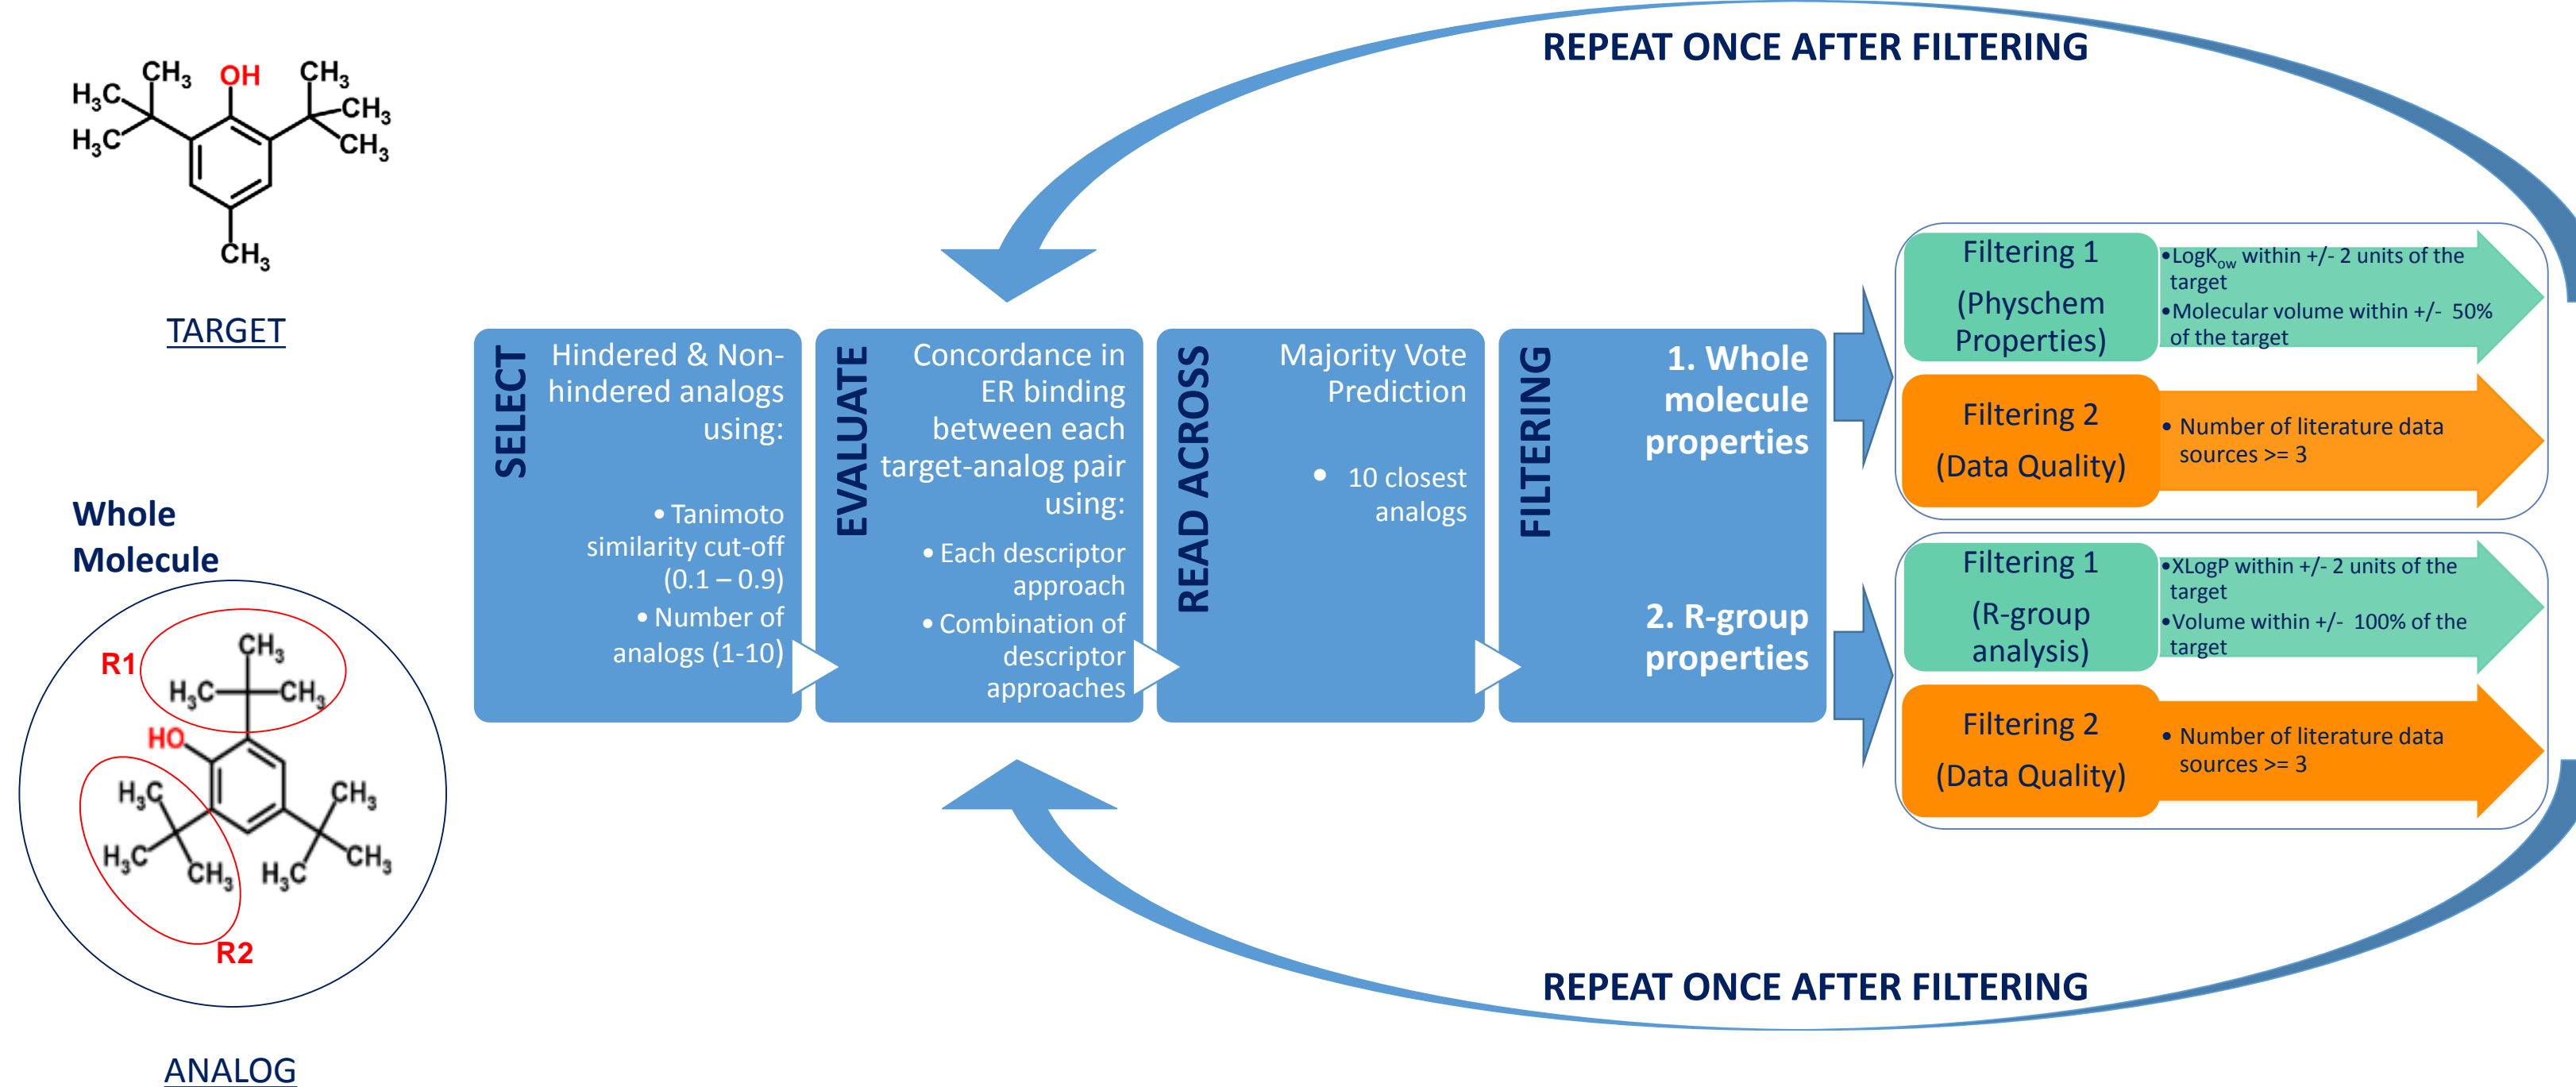 CH3 OH CH3
H3C CH3
H3C CH3
CH3
TARGET
Whole
Molecule
R1
CH3
H3C CH3
HO
H3C CH3
H3C CH3 H3C CH3
R2
ANALOG
REPEAT ONCE AFTER FILTERING
SELECT
Hindered & Non-
hindered analogs
using:
• Tanimoto
similarity cut-off
(0.1 – 0.9)
• Number of
analogs (1-10)
EVALUATE
Concordance in
ER binding
between each
target-analog pair
using:
• Each descriptor
approach
• Combination of
descriptor
approaches
READ ACROSS
Majority Vote
Prediction
• 10 closest
analogs
FILTERING
1. Whole
molecule
properties
2. R-group
properties
Filtering 1
(Physchem
Properties)
•LogKow within +/- 2 units of the
target
•Molecular volume within +/- 50%
of the target
Filtering 2
(Data Quality)
• Number of literature data
sources >= 3
Filtering 1
(R-group
analysis)
•XLogP within +/- 2 units of the
target
•Volume within +/- 100% of the
target
Filtering 2
(Data Quality)
• Number of literature data
sources >= 3
REPEAT ONCE AFTER FILTERING